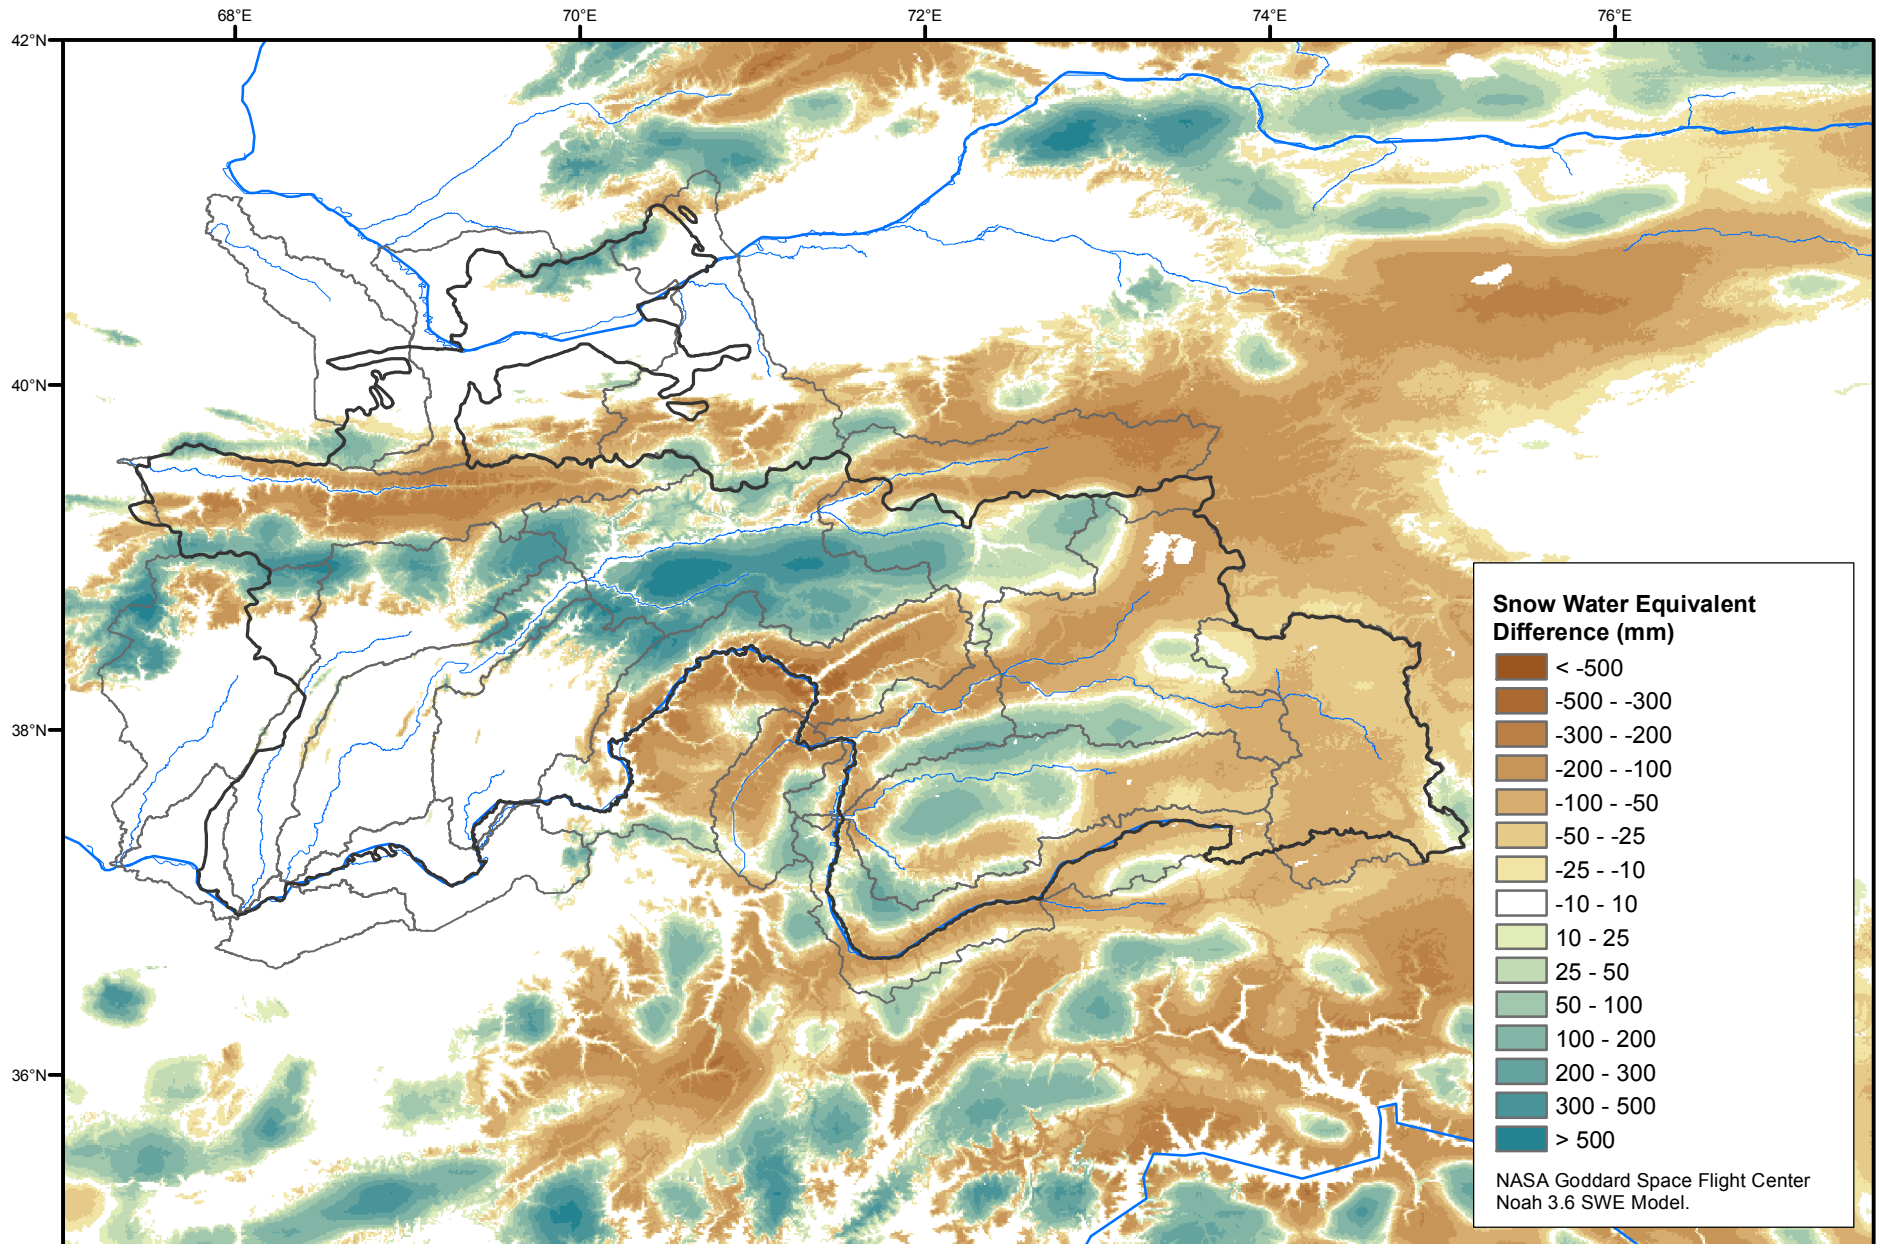 68°E
70°E
72°E
74°E
76°E
42°N
40°N
38°N
36°N
Snow Water Equivalent
Difference (mm)
< -500
-500 - -300
-300 - -200
-200 - -100
-100 - -50
-50 - -25
-25 - -10
-10 - 10
10 - 25
25 - 50
50 - 100
100 - 200
200 - 300
300 - 500
> 500
NASA Goddard Space Flight Center
Noah 3.6 SWE Model.